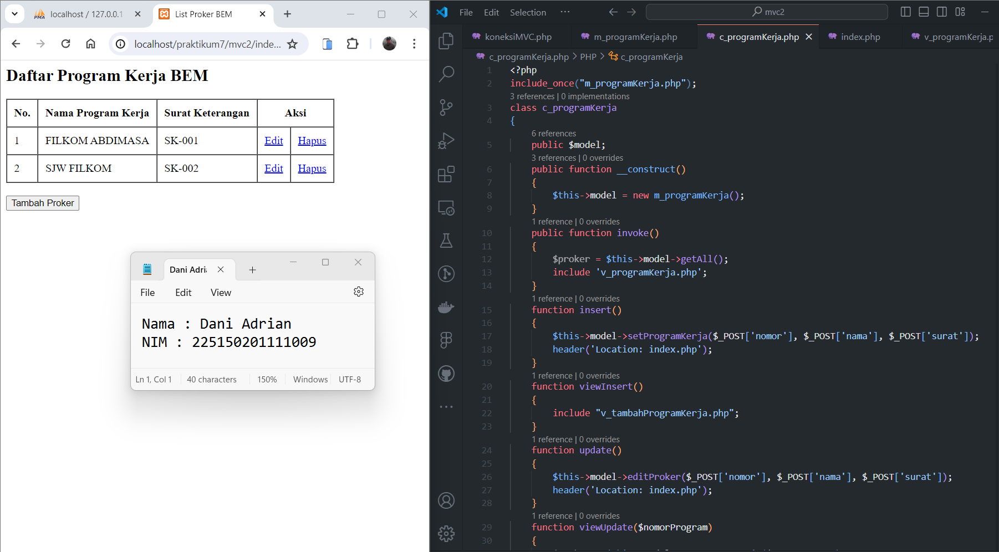 localhost / 127.0.0.1
List Proker BEM
localhost/praktikum7/mvc2/inde...
Daftar Program Kerja BEM
No. Nama Program Kerja Surat Keterangan Aksi
1 FILKOM ABDIMASA SK-001 Edit Hapus
2 SJW FILKOM SK-002 Edit Hapus
Tambah Proker
Dani Adri
File Edit View
Nama : Dani Adrian
NIM : 225150201111009
Ln 1, Col 1 40 characters 150% Windows UTF-8
File Edit Selection ... mvc2
koneksiMVC.php m_programKerja.php c_programKerja.php index.php v_programKerja.p
c_programKerja.php > PHP > c_programKerja
1 <?php
2 include_once("m_programKerja.php");
3 references | 0 implementations
3 class c_programKerja
4 {
6 references
5 public $model;
3 references | 0 overrides
6 public function __construct()
7 {
8 $this->model = new m_programKerja();
9 }
1 reference | 0 overrides
10 public function invoke()
11 {
12 $proker = $this->model->getAll();
13 include 'v_programKerja.php';
14 }
1 reference | 0 overrides
15 function insert()
16 {
17 $this->model->setProgramKerja($_POST['nomor'], $_POST['nama'], $_POST['surat']);
18 header('Location: index.php');
19 }
1 reference | 0 overrides
20 function viewInsert()
21 {
22 include "v_tambahProgramKerja.php";
23 }
1 reference | 0 overrides
24 function update()
25 {
26 $this->model->editProker($_POST['nomor'], $_POST['nama'], $_POST['surat']);
27 header('Location: index.php');
28 }
1 reference | 0 overrides
29 function viewUpdate($nomorProgram)
30 {